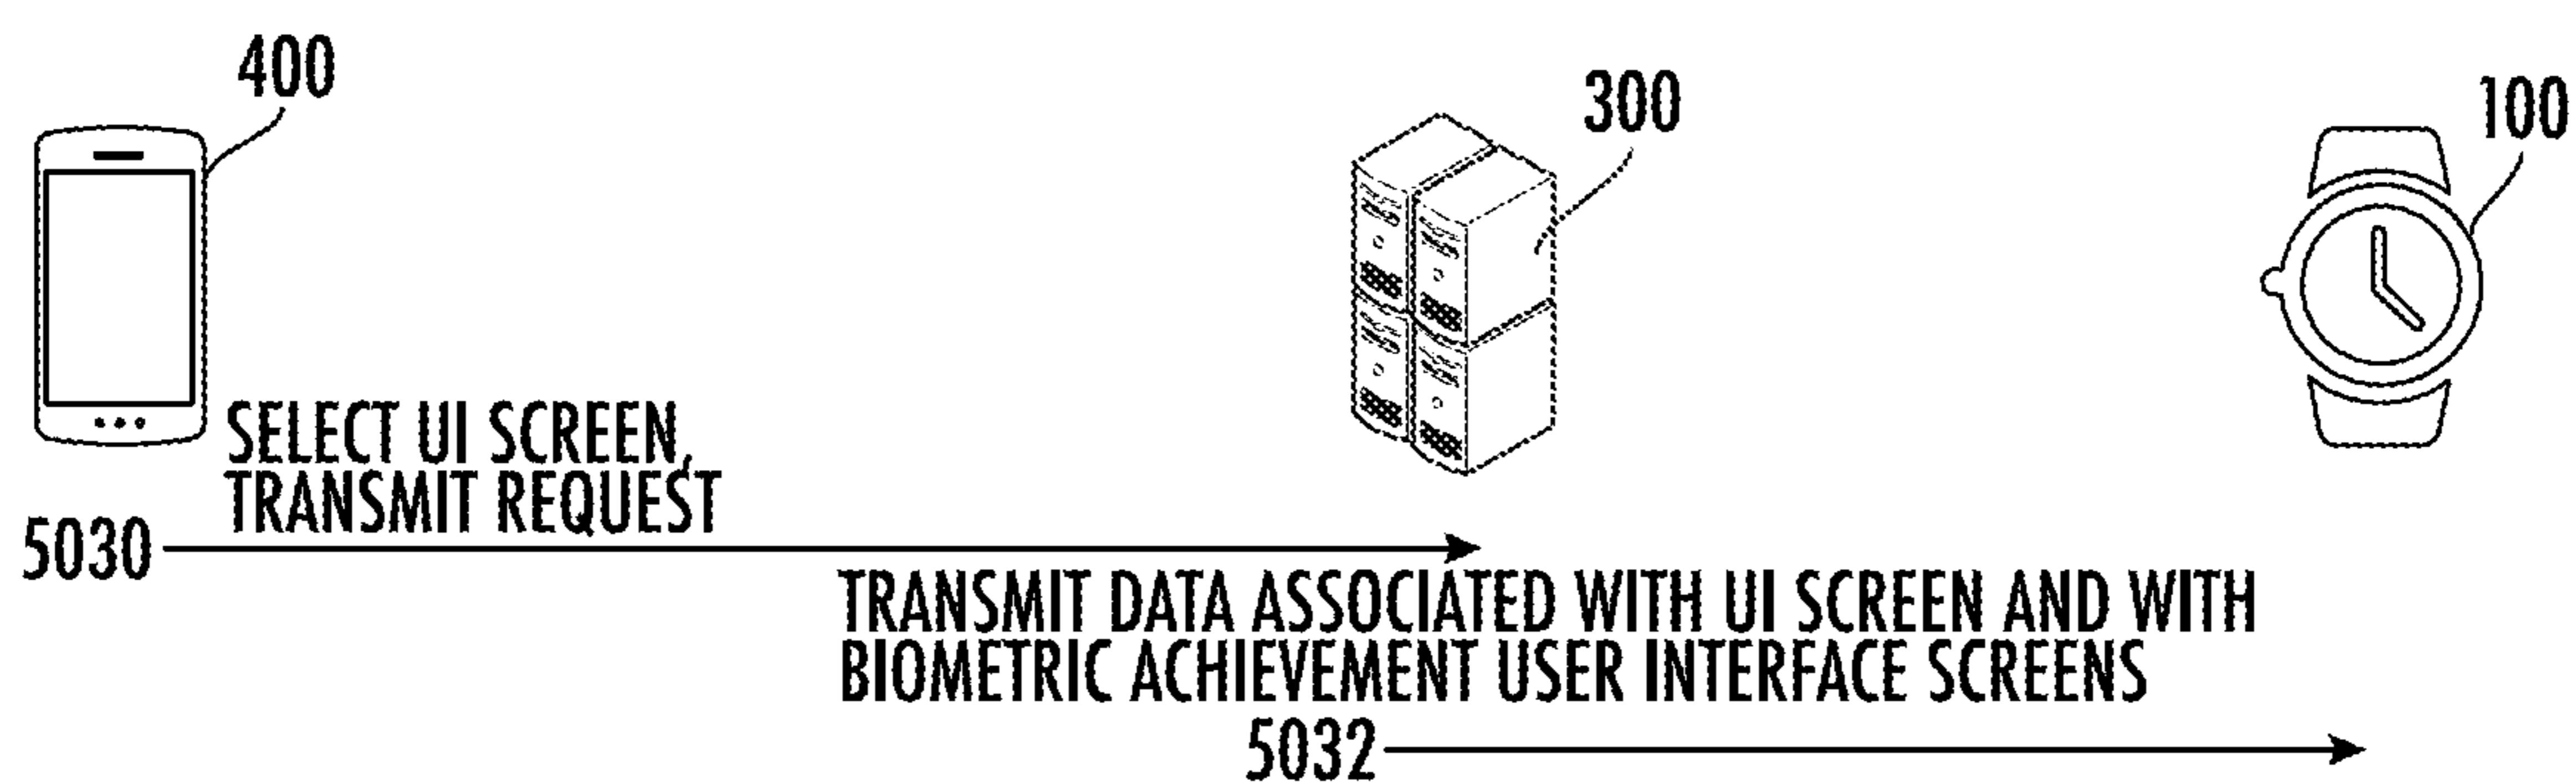 400
300
100
SELECT UI SCREEN,
TRANSMIT REQUEST
5030
TRANSMIT DATA ASSOCIATED WITH UI SCREEN AND WITH
BIOMETRIC ACHIEVEMENT USER INTERFACE SCREENS
5032